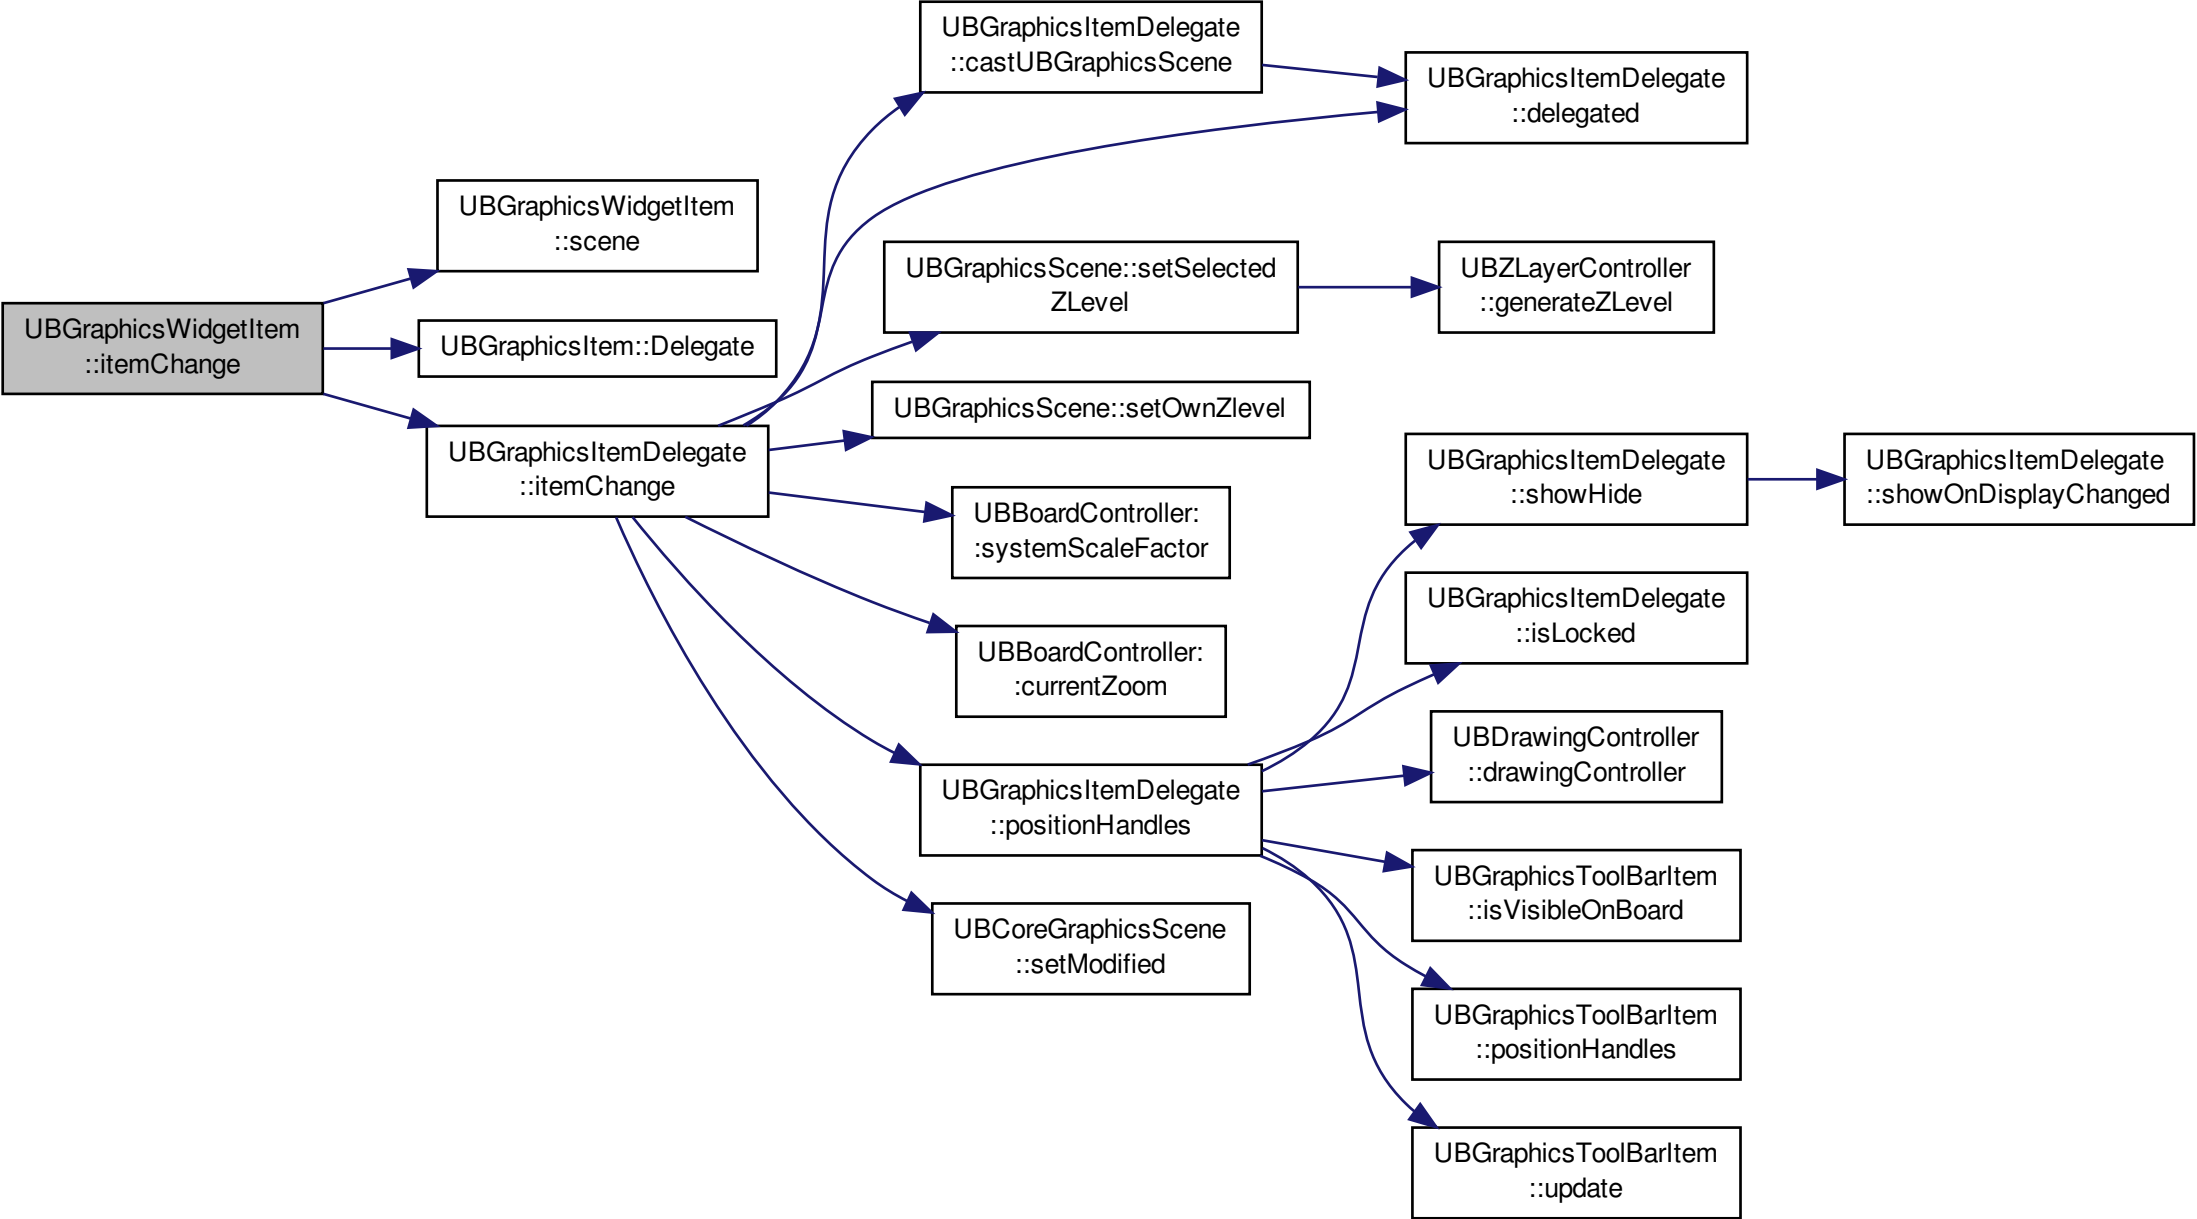 UBGraphicsWidgetItem
::itemChange
UBGraphicsWidgetItem
::scene
UBGraphicsItem::Delegate
UBGraphicsItemDelegate
::itemChange
UBGraphicsItemDelegate
::castUBGraphicsScene
UBGraphicsItemDelegate
::delegated
UBGraphicsScene::setSelected
ZLevel
UBZLayerController
::generateZLevel
UBGraphicsScene::setOwnZlevel
UBBoardController:
:systemScaleFactor
UBBoardController:
:currentZoom
UBGraphicsItemDelegate
::positionHandles
UBCoreGraphicsScene
::setModified
UBGraphicsItemDelegate
::showHide
UBGraphicsItemDelegate
::showOnDisplayChanged
UBGraphicsItemDelegate
::isLocked
UBDrawingController
::drawingController
UBGraphicsToolBarItem
::isVisibleOnBoard
UBGraphicsToolBarItem
::positionHandles
UBGraphicsToolBarItem
::update